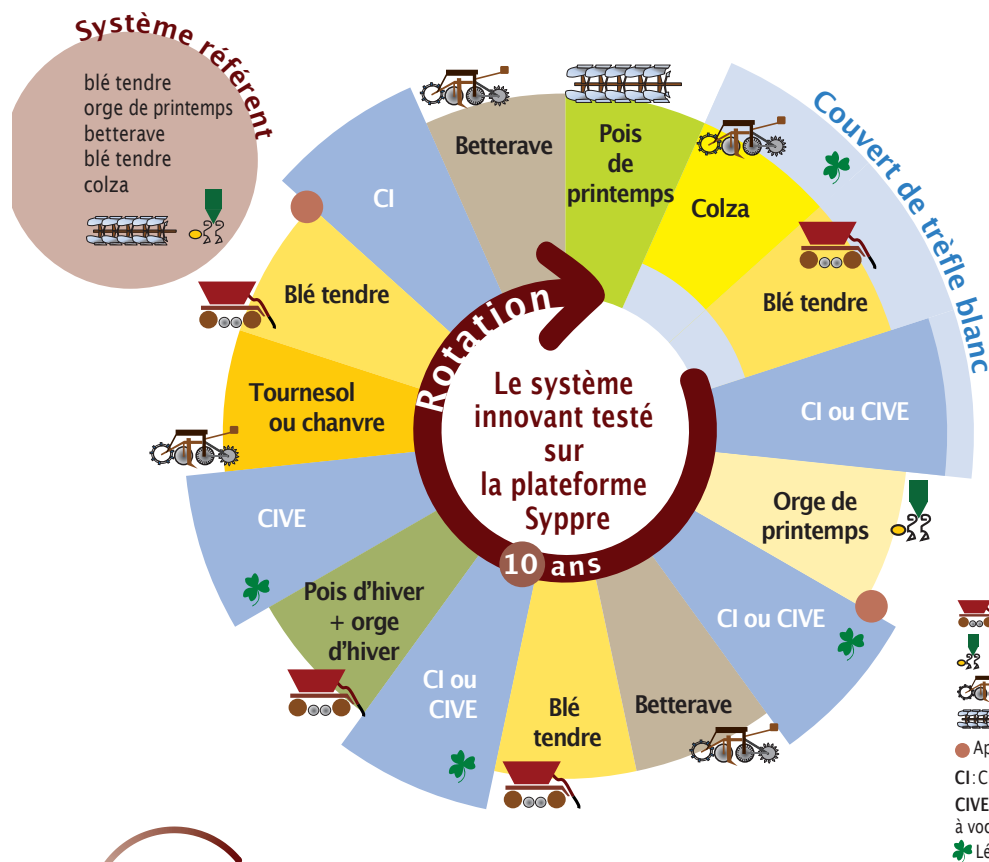 Système référent
blé tendre
orge de printemps
betterave
blé tendre
colza
Betterave
Pois
de
printemps
Colza
Blé tendre
Couvert de trèfle blanc
CI ou CIVE
Orge de
printemps
CI ou CIVE
Betterave
Blé
tendre
CI ou
CIVE
Pois d'hiver
+ orge
d'hiver
CIVE
Tournesol
ou chanvre
Blé tendre
CI
Rotation
10 ans
Le système
innovant testé
sur
la plateforme
Syppre
Ap
CI : C
CIVE
à voc
Lé